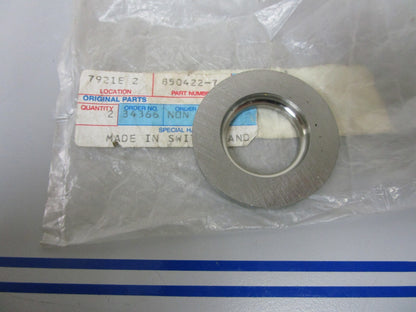 7921E 2 850422-7
LOCATION PART NUMBER
ORIGINAL PARTS
QUANTITY ORDER NO. ORDER
2 34366 NON
SPECIAL HA
MADE IN SWIT AND